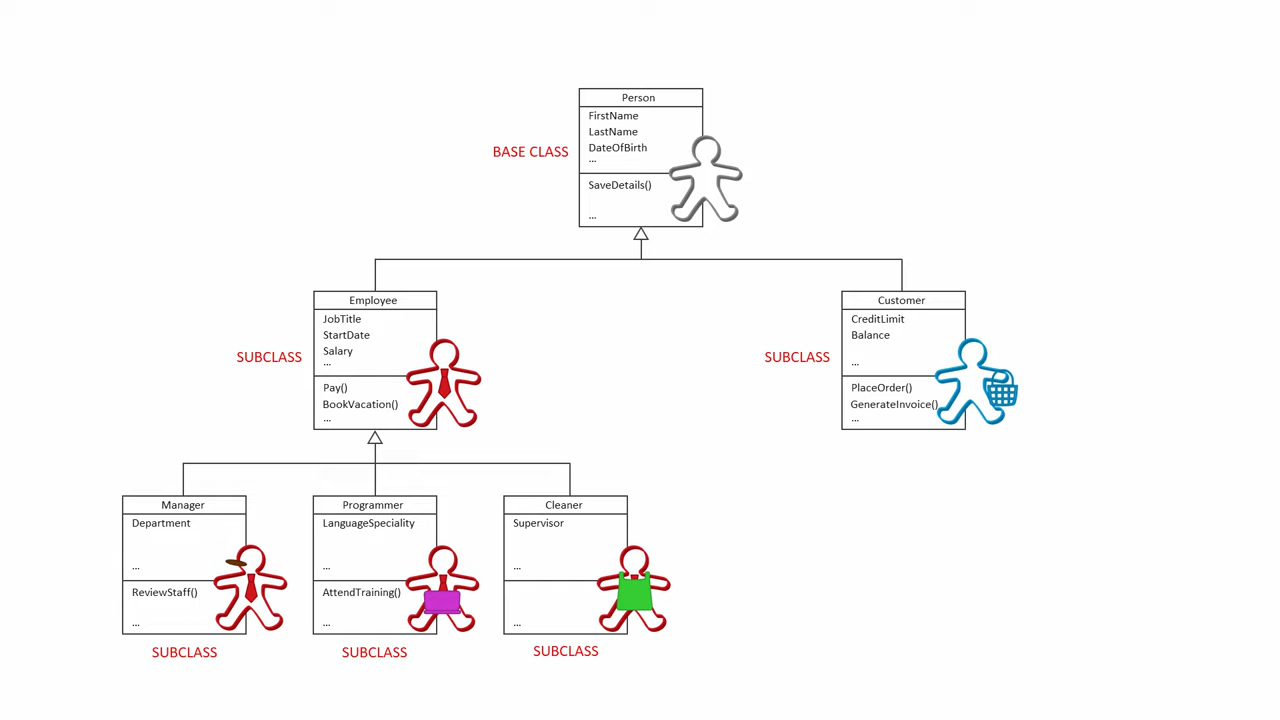 Person
FirstName
LastName
DateOfBirth
...
BASE CLASS
SaveDetails()
...
Employee
JobTitle
StartDate
Salary
...
SUBCLASS
Pay()
BookVacation()
...
Customer
CreditLimit
Balance
...
SUBCLASS
PlaceOrder()
GenerateInvoice()
...
Manager
Department
...
ReviewStaff()
...
SUBCLASS
Programmer
LanguageSpeciality
...
AttendTraining()
...
SUBCLASS
Cleaner
Supervisor
...
...
SUBCLASS